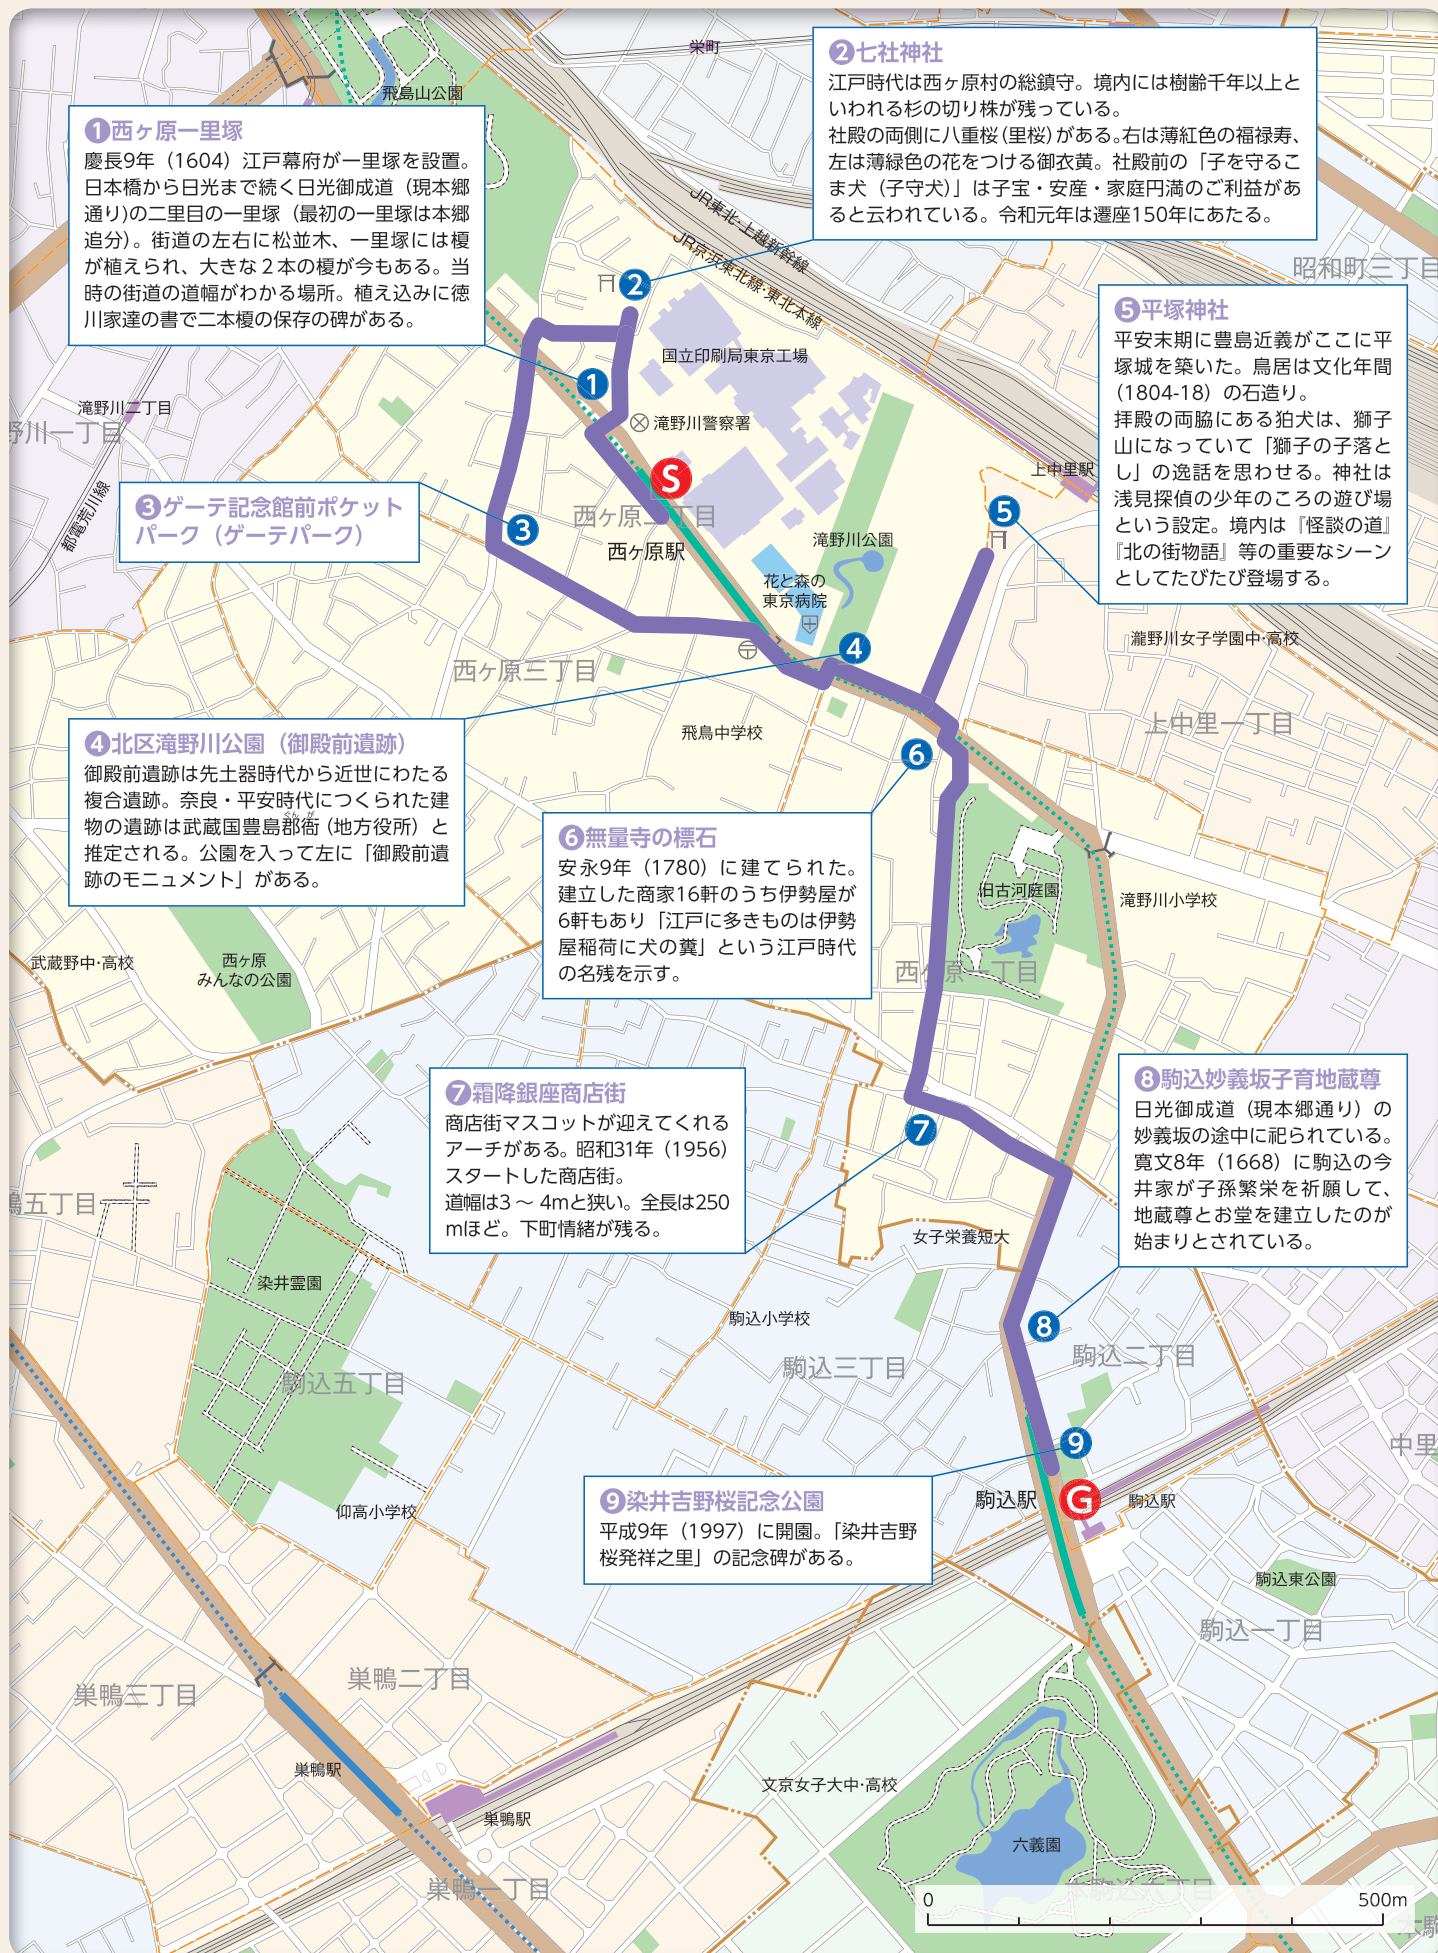 栄町
飛鳥山公園
❷七社神社
江戸時代は西ヶ原村の総鎮守。境内には樹齢千年以上と
いわれる杉の切り株が残っている。
社殿の両側に八重桜(里桜)がある。右は薄紅色の福禄寿、
左は薄緑色の花をつける御衣黄。社殿前の「子を守るこ
ま犬(子守犬)」は子宝・安産・家庭円満のご利益があ
ると云われている。令和元年は遷座150年にあたる。
❶西ヶ原一里塚
慶長9年(1604)江戸幕府が一里塚を設置。
日本橋から日光まで続く日光御成道(現本郷
通り)の二里目の一里塚(最初の一里塚は本郷
追分)。街道の左右に松並木、一里塚には榎
が植えられ、大きな2本の榎が今もある。当
時の街道の道幅がわかる場所。植え込みに徳
川家達の書で二本榎の保存の碑がある。
JR東北・上越新幹線
JR京浜東北線・東北本線
昭和町三丁目
❷
国立印刷局東京工場
❶
滝野川二丁目
野川一丁目
滝野川警察署
都電荒川線
❺平塚神社
平安末期に豊島近義がここに平
塚城を築いた。鳥居は文化年間
(1804-18)の石造り。
拝殿の両脇にある狛犬は、獅子
山になっていて「獅子の子落と
し」の逸話を思わせる。神社は
浅見探偵の少年のころの遊び場
という設定。境内は『怪談の道』
『北の街物語』等の重要なシーン
としてたびたび登場する。
上中里駅
S
❸ゲーテ記念館前ポケット
パーク(ゲーテパーク)
❸
西ヶ原二丁目
西ヶ原駅
❺
滝野川公園
花と森の
東京病院
瀧野川女子学園中・高校
❹
西ヶ原三丁目
上中里一丁目
飛鳥中学校
❻
❹北区滝野川公園(御殿前遺跡)
御殿前遺跡は先土器時代から近世にわたる
複合遺跡。奈良・平安時代につくられた建
ぐんが
物の遺跡は武蔵国豊島郡衙(地方役所)と
推定される。公園を入って左に「御殿前遺
跡のモニュメント」がある。
❻無量寺の標石
安永9年(1780)に建てられた。
建立した商家16軒のうち伊勢屋が
6軒もあり「江戸に多きものは伊勢
屋稲荷に犬の糞」という江戸時代
の名残を示す。
旧古河庭園
滝野川小学校
西ヶ原一丁目
武蔵野中・高校
西ヶ原
みんなの公園
❼霜降銀座商店街
商店街マスコットが迎えてくれる
アーチがある。昭和31年(1956)
スタートした商店街。
道幅は3～4mと狭い。全長は250
mほど。下町情緒が残る。
❼
❽駒込妙義坂子育地蔵尊
日光御成道(現本郷通り)の
妙義坂の途中に祀られている。
寛文8年(1668)に駒込の今
井家が子孫繁栄を祈願して、
地蔵尊とお堂を建立したのが
始まりとされている。
鴨五丁目
女子栄養短大
染井霊園
駒込小学校
❽
駒込三丁目
駒込二丁目
駒込五丁目
中里
❾
❾染井吉野桜記念公園
平成9年(1997)に開園。「染井吉野
桜発祥之里」の記念碑がある。
駒込駅
G
駒込駅
仰高小学校
駒込東公園
駒込一丁目
巣鴨二丁目
巣鴨三丁目
巣鴨駅
巣鴨駅
文京女子大中・高校
六義園
巣鴨一丁目
本駒込六丁目
0
500m
本駒